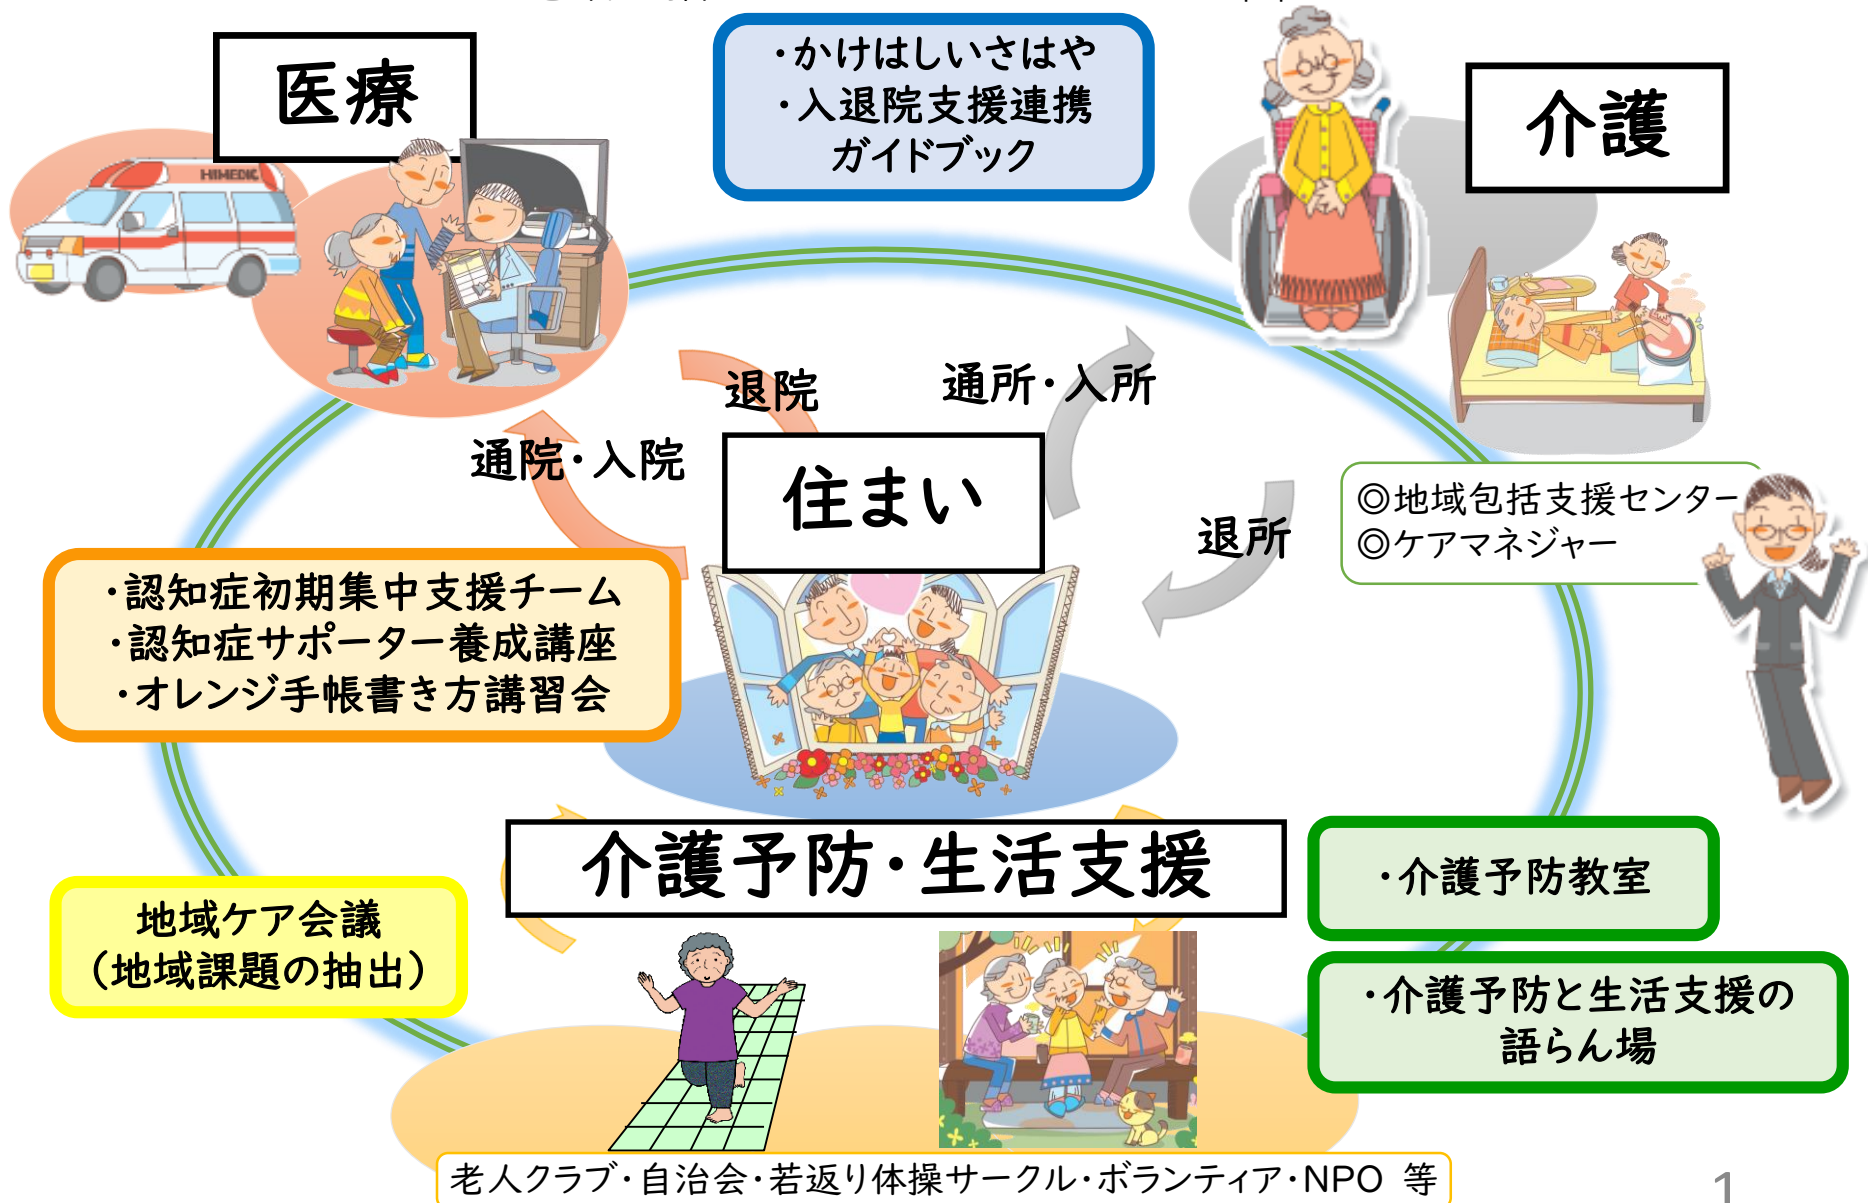 医療
HIMEDIC
・かけはしいさはや
・入退院支援連携
ガイドブック
介護
退院
通所・入所
通院・入院
住まい
退所
◎地域包括支援センター
◎ケアマネジャー
・認知症初期集中支援チーム
・認知症サポーター養成講座
・オレンジ手帳書き方講習会
介護予防・生活支援
・介護予防教室
地域ケア会議
（地域課題の抽出）
・介護予防と生活支援の
語らん場
老人クラブ・自治会・若返り体操サークル・ボランティア・NPO 等
1